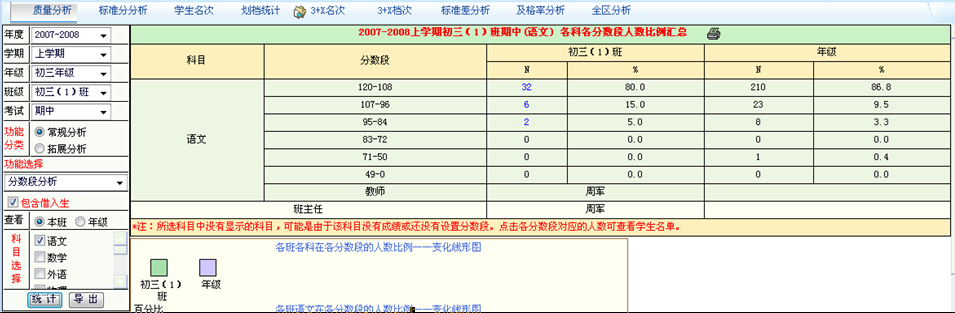 质量分析 标准分分析 学生名次 划档统计 3+X名次 3+X档次 标准差分析 及格率分析 全区分析
年度 2007-2008
学期 上学期
年级 初三年级
班级 初三(1)班
考试 期中
功能分类 常规分析
拓展分析
功能选择
分数段分析
包含借入生
查看 本班 年级
科目选择
语文
数学
外语
统 计 导 出
2007-2008上学期初三(1)班期中(语文) 各科各分数段人数比例汇总
科目 分数段 初三(1)班 年级
N % N %
语文
120-108 32 80.0 210 86.8
107-96 6 15.0 23 9.5
95-84 2 5.0 8 3.3
83-72 0 0.0 0 0.0
71-50 0 0.0 1 0.4
49-0 0 0.0 0 0.0
教师 周军
班主任 周军
*注:所选科目中没有显示的科目,可能是由于该科目没有成绩或还没有设置分数段。点击各分数段对应的人数可查看学生名单。
各班各科在各分数段的人数比例——变化线形图
初三(1)班 年级
百分比
各班语文在各分数段的人数比例——变化线形图